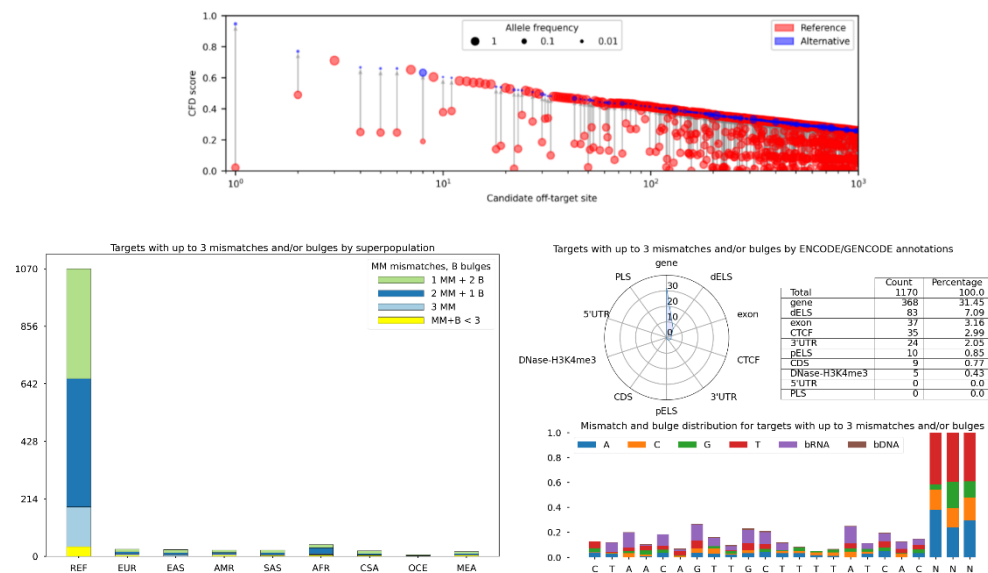 Allele frequency
1 0.1 0.01
Reference
Alternative
CFD score
1.0
0.8
0.6
0.4
0.2
0.0
10^0 10^1 10^2 10^3
Candidate off-target site
Targets with up to 3 mismatches and/or bulges by superpopulation
MM mismatches, B bulges
1 MM + 2 B
2 MM + 1 B
3 MM
MM+B < 3
1070
856
642
428
214
0
REF EUR EAS AMR SAS AFR CSA OCE MEA
Targets with up to 3 mismatches and/or bulges by ENCODE/GENCODE annotations
gene
PLS dELS
30
20
10
0
5'UTR exon
DNase-H3K4me3 CTCF
CDS 3'UTR
pELS
Count Percentage
Total 1170 100.0
gene 368 31.45
dELS 83 7.09
exon 37 3.16
CTCF 35 2.99
3'UTR 24 2.05
pELS 10 0.85
CDS 9 0.77
DNase-H3K4me3 5 0.43
5'UTR 0 0.0
PLS 0 0.0
Mismatch and bulge distribution for targets with up to 3 mismatches and/or bulges
A C G T bRNA bDNA
1.0
0.8
0.6
0.4
0.2
0.0
C T A A C A G T T G C T T T T A T C A C N N N